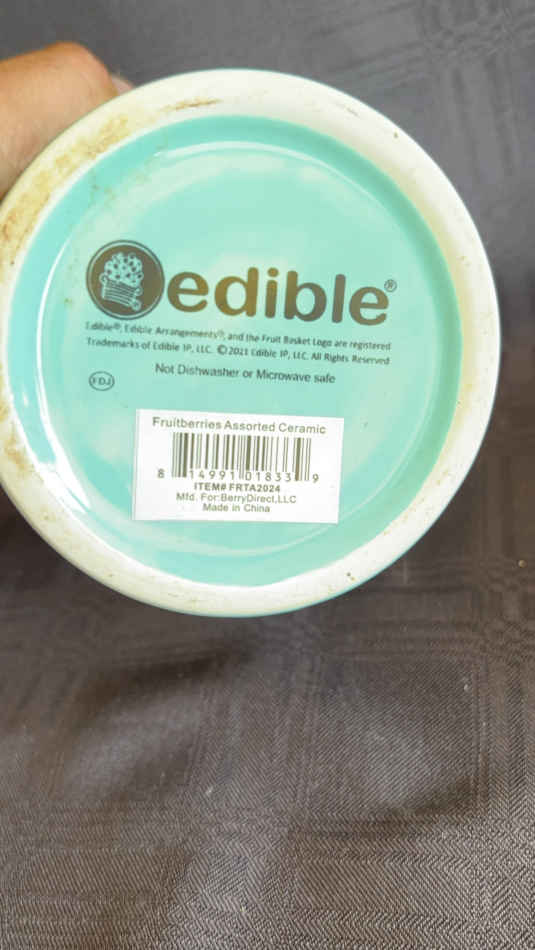 edible®
Edible®, Edible Arrangements®, and the Fruit Basket Logo are registered
Trademarks of Edible IP, LLC. ©2021 Edible IP, LLC. All Rights Reserved
Not Dishwasher or Microwave safe
FDJ
Fruitberries Assorted Ceramic
8 14991 01833 9
ITEM# FRTA2024
Mfd. For:BerryDirect,LLC
Made in China